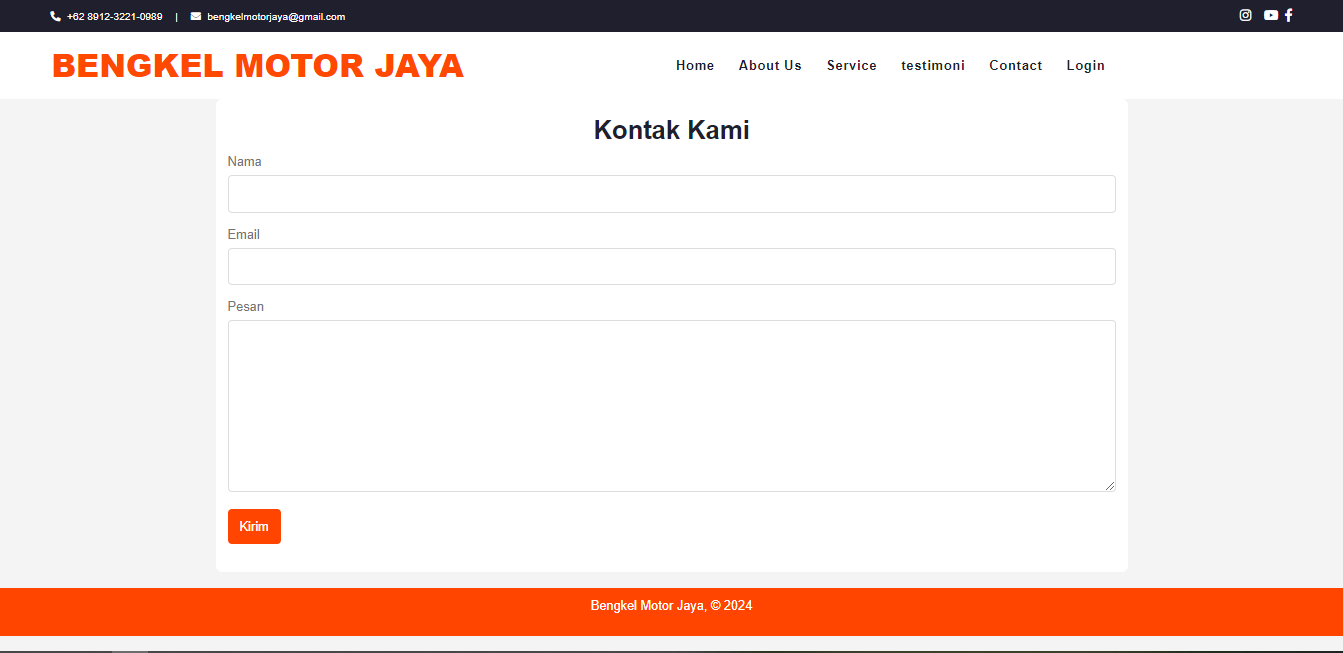 +62 8912-3221-0989 | bengkelmotorjaya@gmail.com
BENGKEL MOTOR JAYA
Home About Us Service testimoni Contact Login
Kontak Kami
Nama
Email
Pesan
Kirim
Bengkel Motor Jaya, © 2024